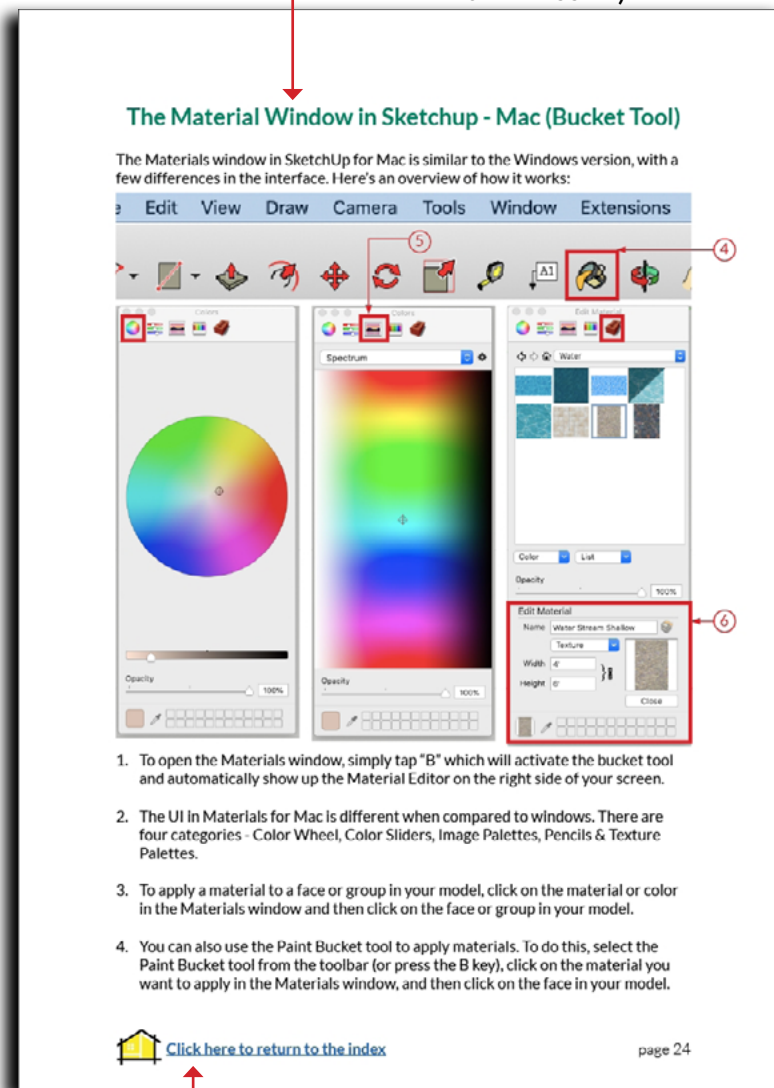 The Material Window in Sketchup - Mac (Bucket Tool)
The Materials window in SketchUp for Mac is similar to the Windows version, with a
few differences in the interface. Here's an overview of how it works:
Edit View Draw Camera Tools Window Extensions
5
4
A1
Colors
Colors
Edit Material
Spectrum
Water
Color List
Opacity
100%
Edit Material
6
Name Water Stream Shallow
Texture
Width 4'
Height 6'
Close
Opacity
100%
Opacity
100%
1. To open the Materials window, simply tap "B" which will activate the bucket tool
and automatically show up the Material Editor on the right side of your screen.
2. The UI in Materials for Mac is different when compared to windows. There are
four categories - Color Wheel, Color Sliders, Image Palettes, Pencils & Texture
Palettes.
3. To apply a material to a face or group in your model, click on the material or color
in the Materials window and then click on the face or group in your model.
4. You can also use the Paint Bucket tool to apply materials. To do this, select the
Paint Bucket tool from the toolbar (or press the B key), click on the material you
want to apply in the Materials window, and then click on the face in your model.
Click here to return to the index
page 24